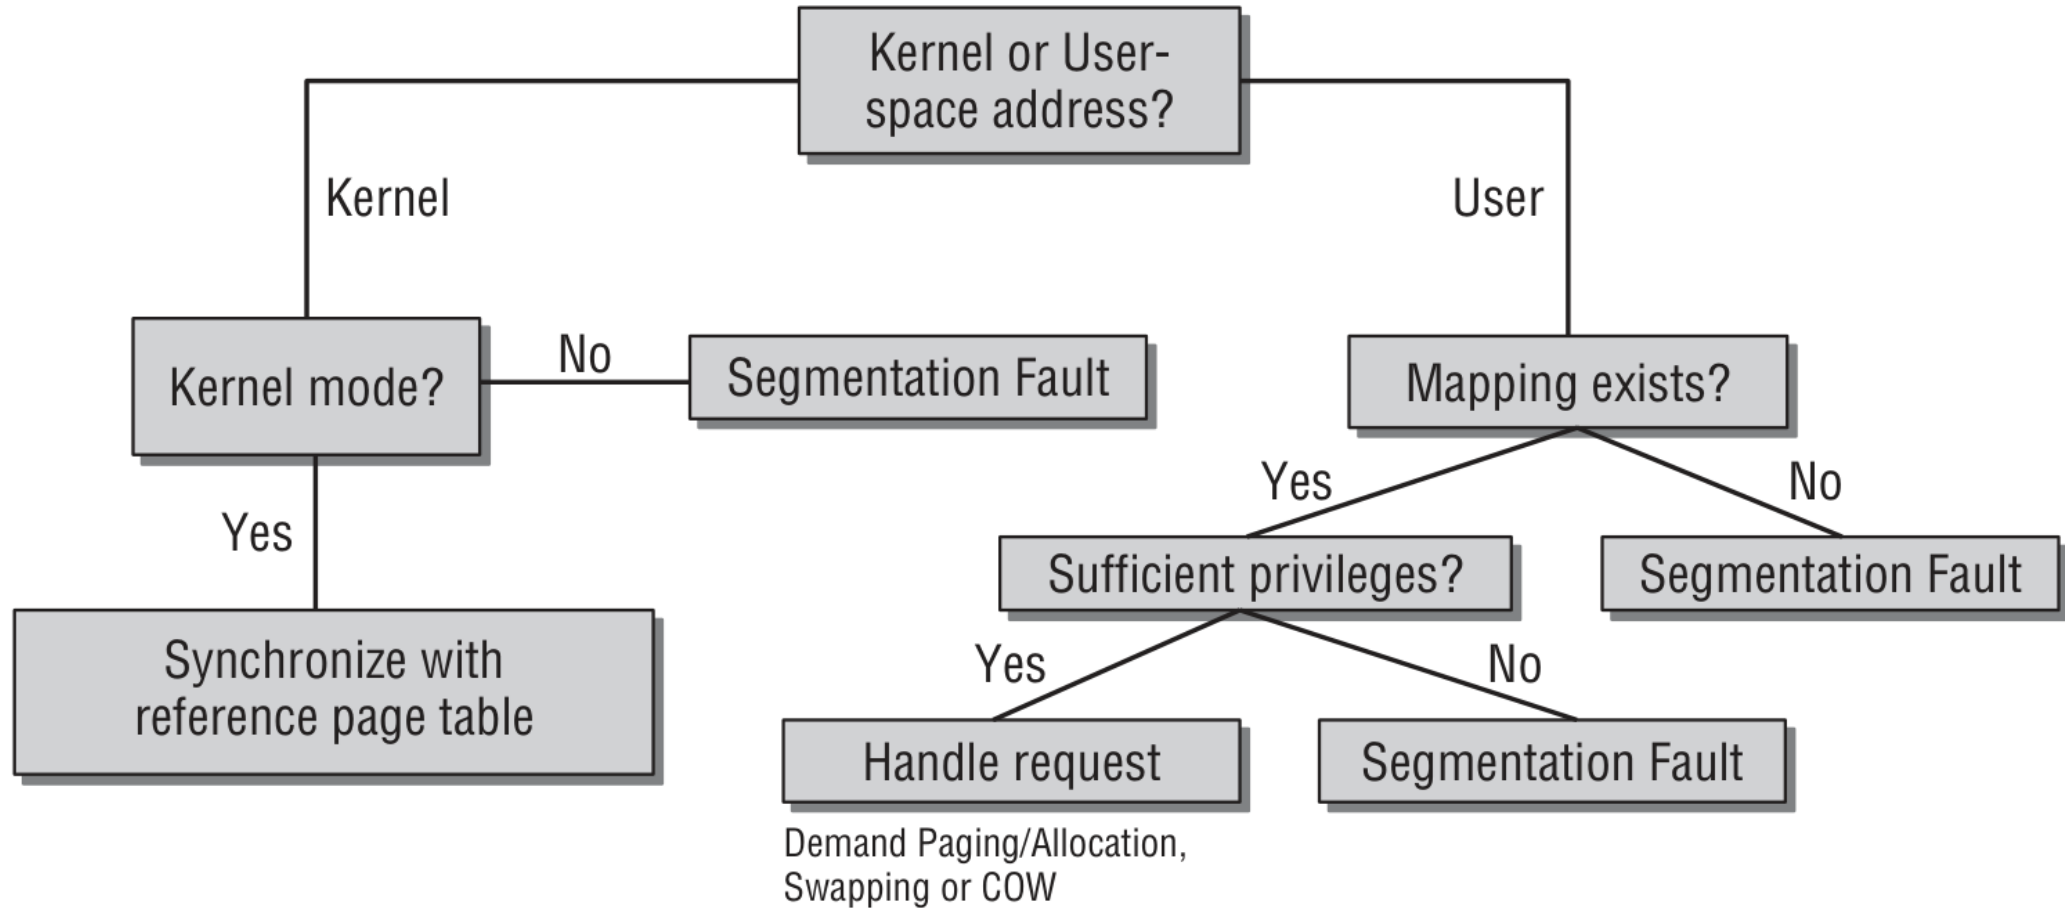 Kernel or User-
space address?
Kernel
User
Kernel mode?
No
Segmentation Fault
Mapping exists?
Yes
No
Yes
Sufficient privileges?
Segmentation Fault
Synchronize with
reference page table
Yes
No
Handle request
Segmentation Fault
Demand Paging/Allocation,
Swapping or COW